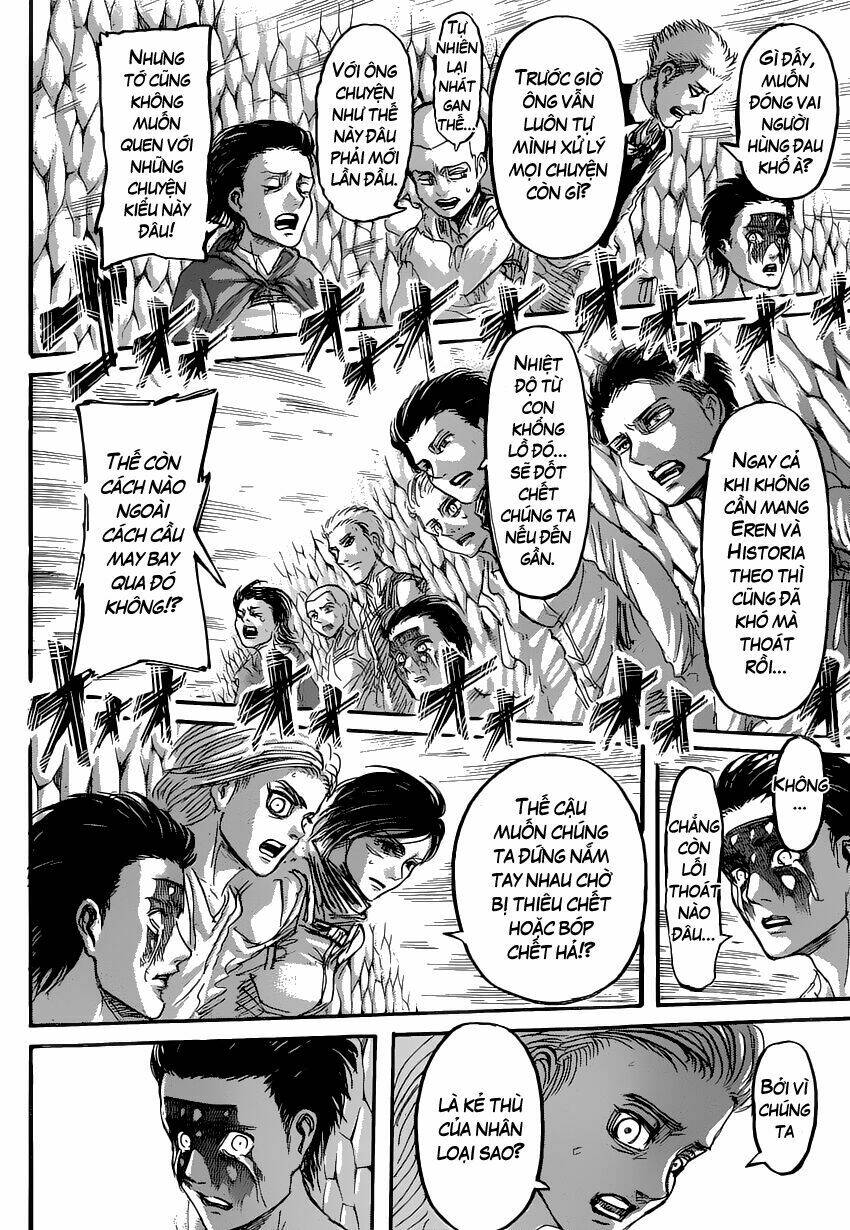 GÌ ĐẤY,
MUỐN
ĐÓNG VAI
NGƯỜI
HÙNG ĐAU
KHỔ À?
TRƯỚC GIỜ
ÔNG VẪN
LUÔN TỰ
MÌNH XỬ LÝ
MỌI CHUYỆN
CÒN GÌ?
TỰ
NHIÊN LẠI
NHÁT
GAN
THẾ...
VỚI ÔNG
CHUYỆN
NHƯ THẾ
NÀY ĐÂU
PHẢI MỚI
LẦN ĐẦU.
NHƯNG
TỚ CŨNG
KHÔNG
MUỐN
QUEN VỚI
NHỮNG
CHUYỆN
KIỂU NÀY
ĐÂU!
NGAY CẢ
KHI KHÔNG
CẦN MANG
EREN VÀ
HISTORIA
THEO THÌ
CŨNG ĐÃ
KHÓ MÀ
THOÁT
RỒI...
NHIỆT
ĐỘ TỪ
CON
KHỔNG
LỒ ĐÓ...
SẼ ĐỐT
CHẾT
CHÚNG TA
NẾU ĐẾN
GẦN.
THẾ CÒN
CÁCH NÀO
NGOÀI
CÁCH CẦU
MAY BAY
QUA ĐÓ
KHÔNG!?
KHÔNG
...
CHẲNG
CÒN
LỐI
THOÁT
NÀO
ĐÂU...
THẾ CẬU
MUỐN CHÚNG
TA ĐỨNG NẮM
TAY NHAU CHỜ
BỊ THIÊU CHẾT
HOẶC BÓP
CHẾT HẢ!?
BỞI VÌ
CHÚNG
TA
LÀ KẺ THÙ
CỦA NHÂN
LOẠI SAO?